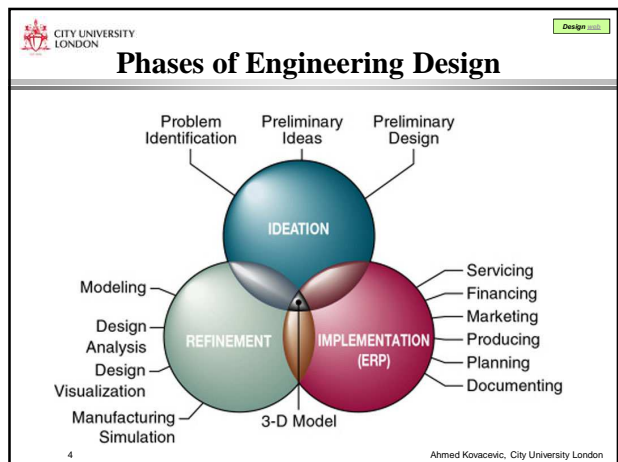 CITY UNIVERSITY
LONDON
Design web
Phases of Engineering Design
Problem
Identification
Preliminary
Ideas
Preliminary
Design
IDEATION
Modeling
Design
Analysis
Design
Visualization
Manufacturing
Simulation
REFINEMENT
IMPLEMENTATION
(ERP)
Servicing
Financing
Marketing
Producing
Planning
Documenting
3-D Model
4
Ahmed Kovacevic, City University London